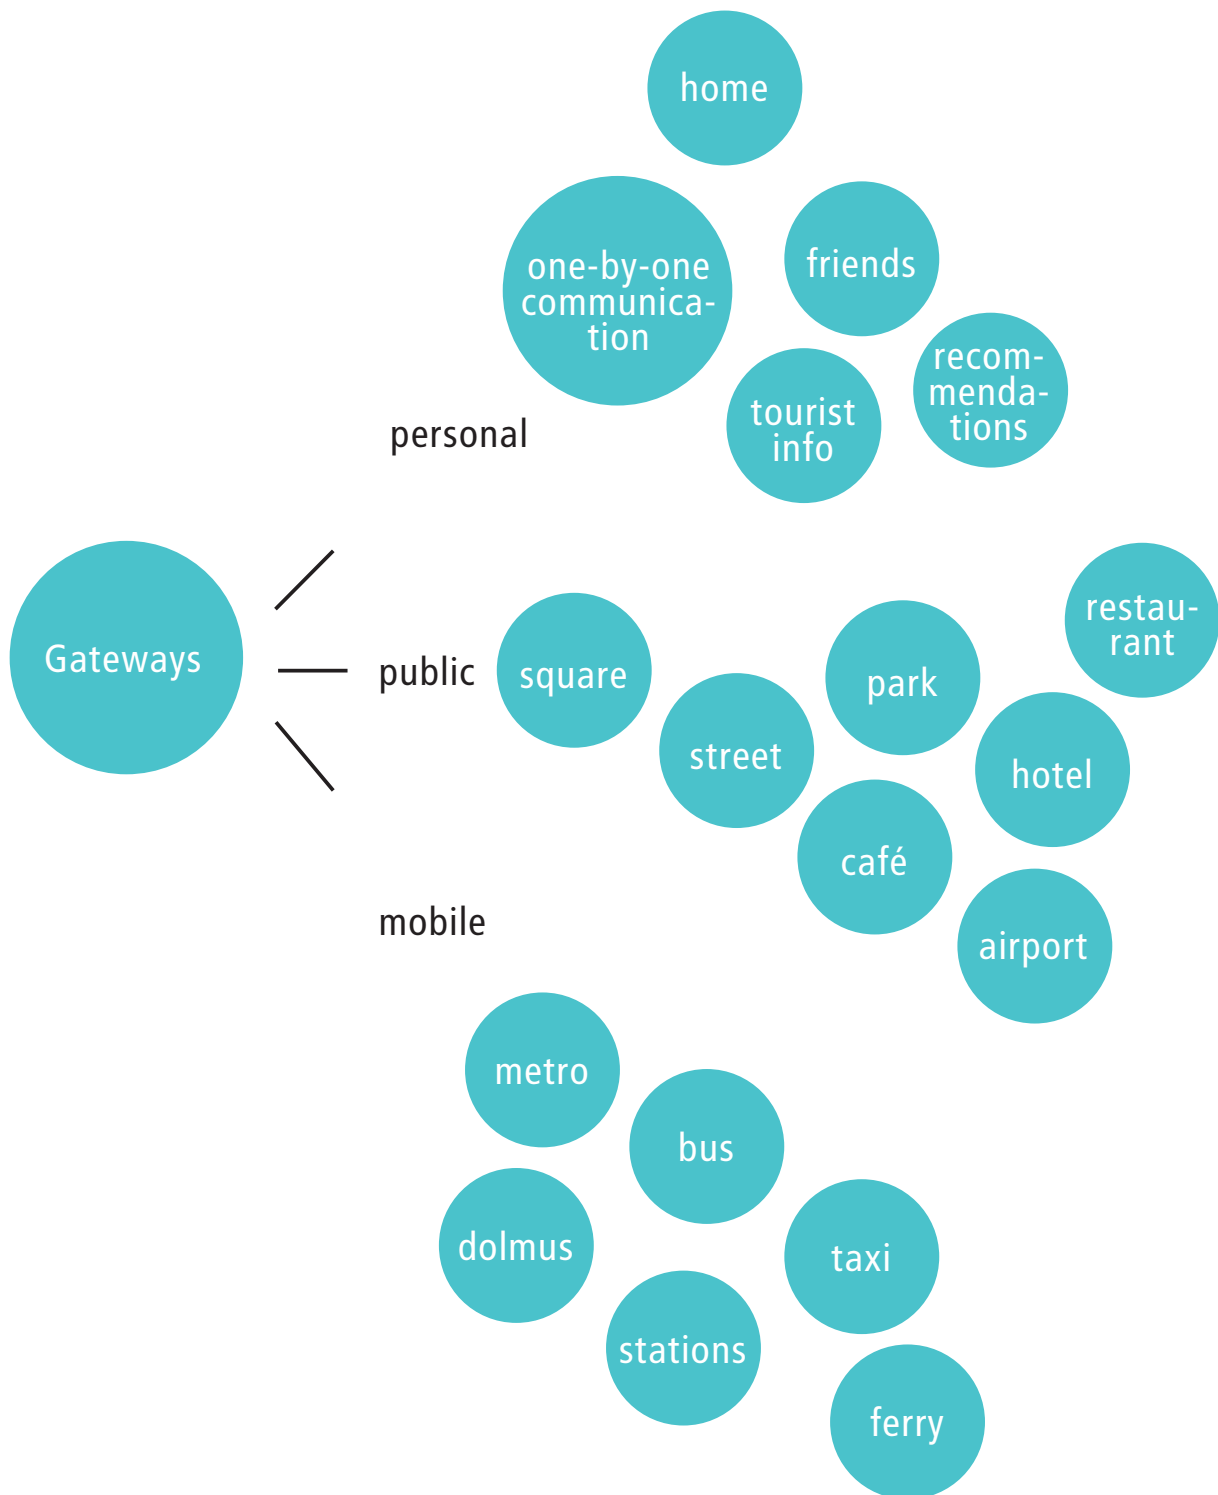 home
one-by-one
communica-
tion
friends
recom-
menda-
tions
tourist
info
personal
Gateways
public
square
street
park
restau-
rant
hotel
café
airport
mobile
metro
bus
dolmus
taxi
stations
ferry